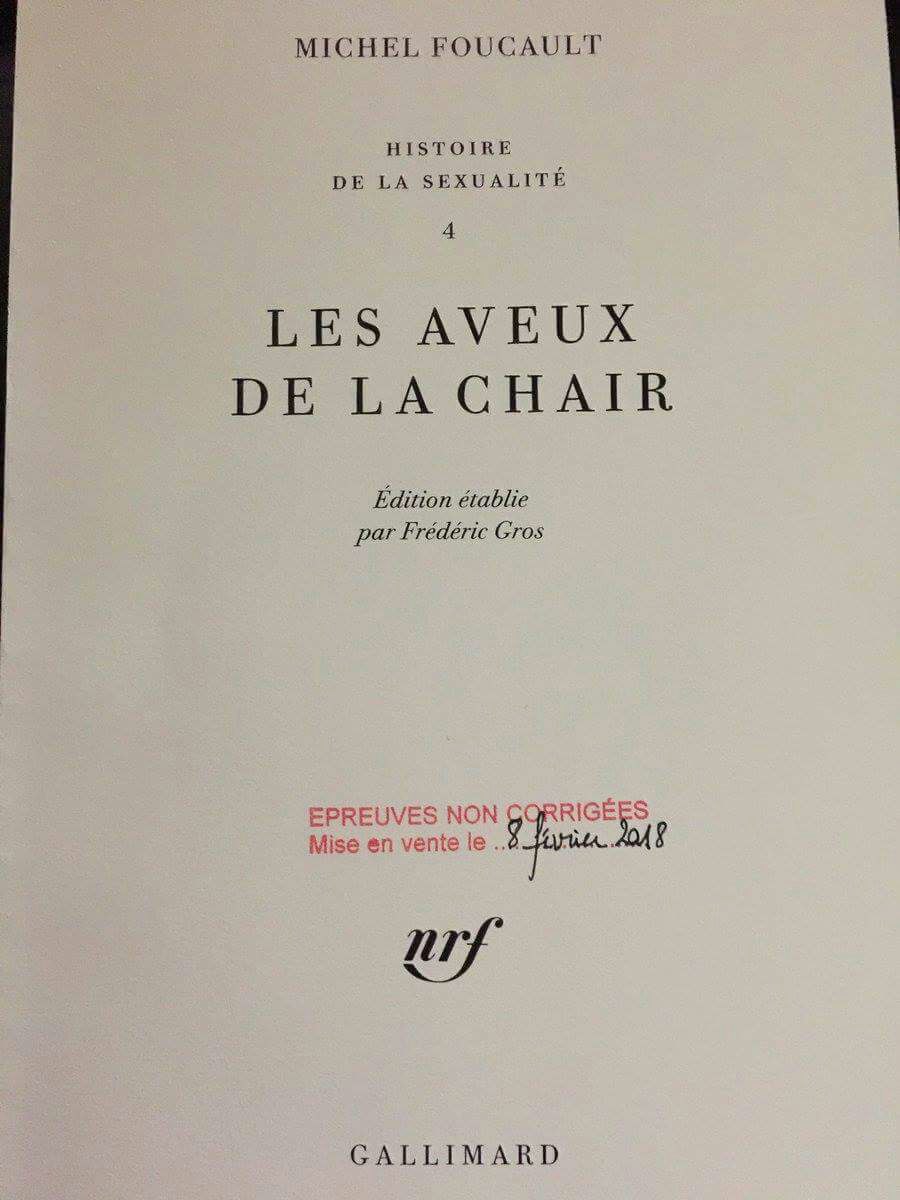 MICHEL FOUCAULT
HISTOIRE
DE LA SEXUALITÉ
4
LES AVEUX
DE LA CHAIR
Édition établie
par Frédéric Gros
EPREUVES NON CORRIGÉES
Mise en vente le ..8 février 2018
nrf
GALLIMARD